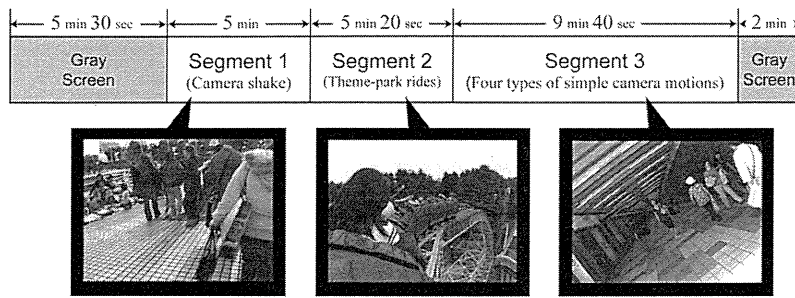 5 min 30 sec
5 min
5 min 20 sec
9 min 40 sec
2 min
Gray
Screen
Segment 1
(Camera shake)
Segment 2
(Theme-park rides)
Segment 3
(Four types of simple camera motions)
Gray
Screen